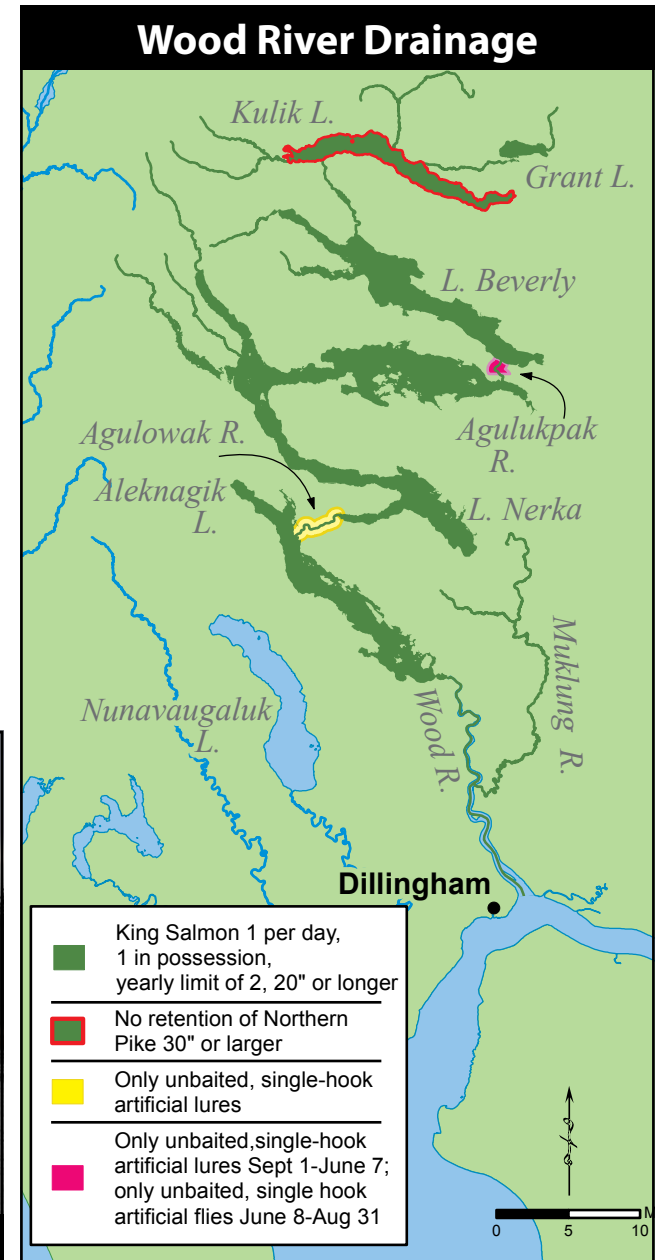 Wood River Drainage
Kulik L.
Grant L.
L. Beverly
Agulukpak
R.
Agulowak R.
Aleknagik
L.
L. Nerka
Muklung R.
Wood R.
Nunavaugaluk
L.
Dillingham
King Salmon 1 per day,
1 in possession,
yearly limit of 2, 20" or longer
No retention of Northern
Pike 30" or larger
Only unbaited, single-hook
artificial lures
Only unbaited,single-hook
artificial lures Sept 1-June 7;
only unbaited, single hook
artificial flies June 8-Aug 31
0 5 10